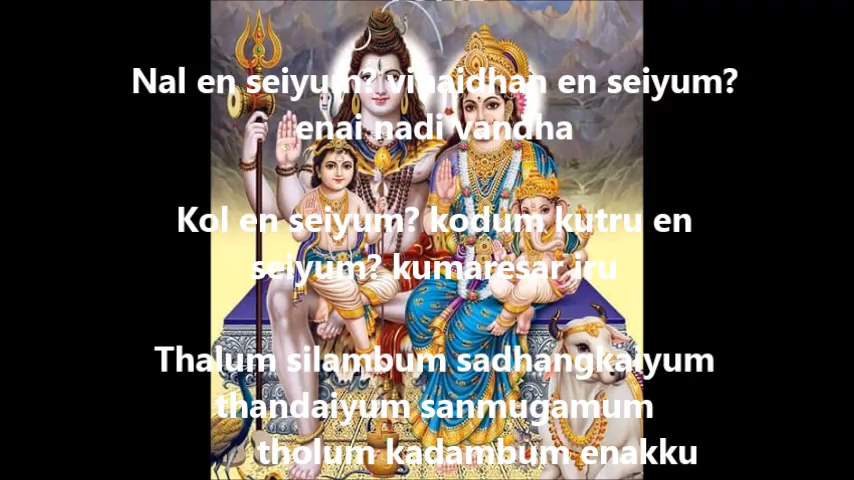 Nal en seiyum? vinaidhan en seiyum?
enai nadi vandha
Kol en seiyum? kodum kutru en
seiyum? kumaresar iru
Thalum silambum sadhangkaiyum
thandaiyum sanmugamum
tholum kadambum enakku